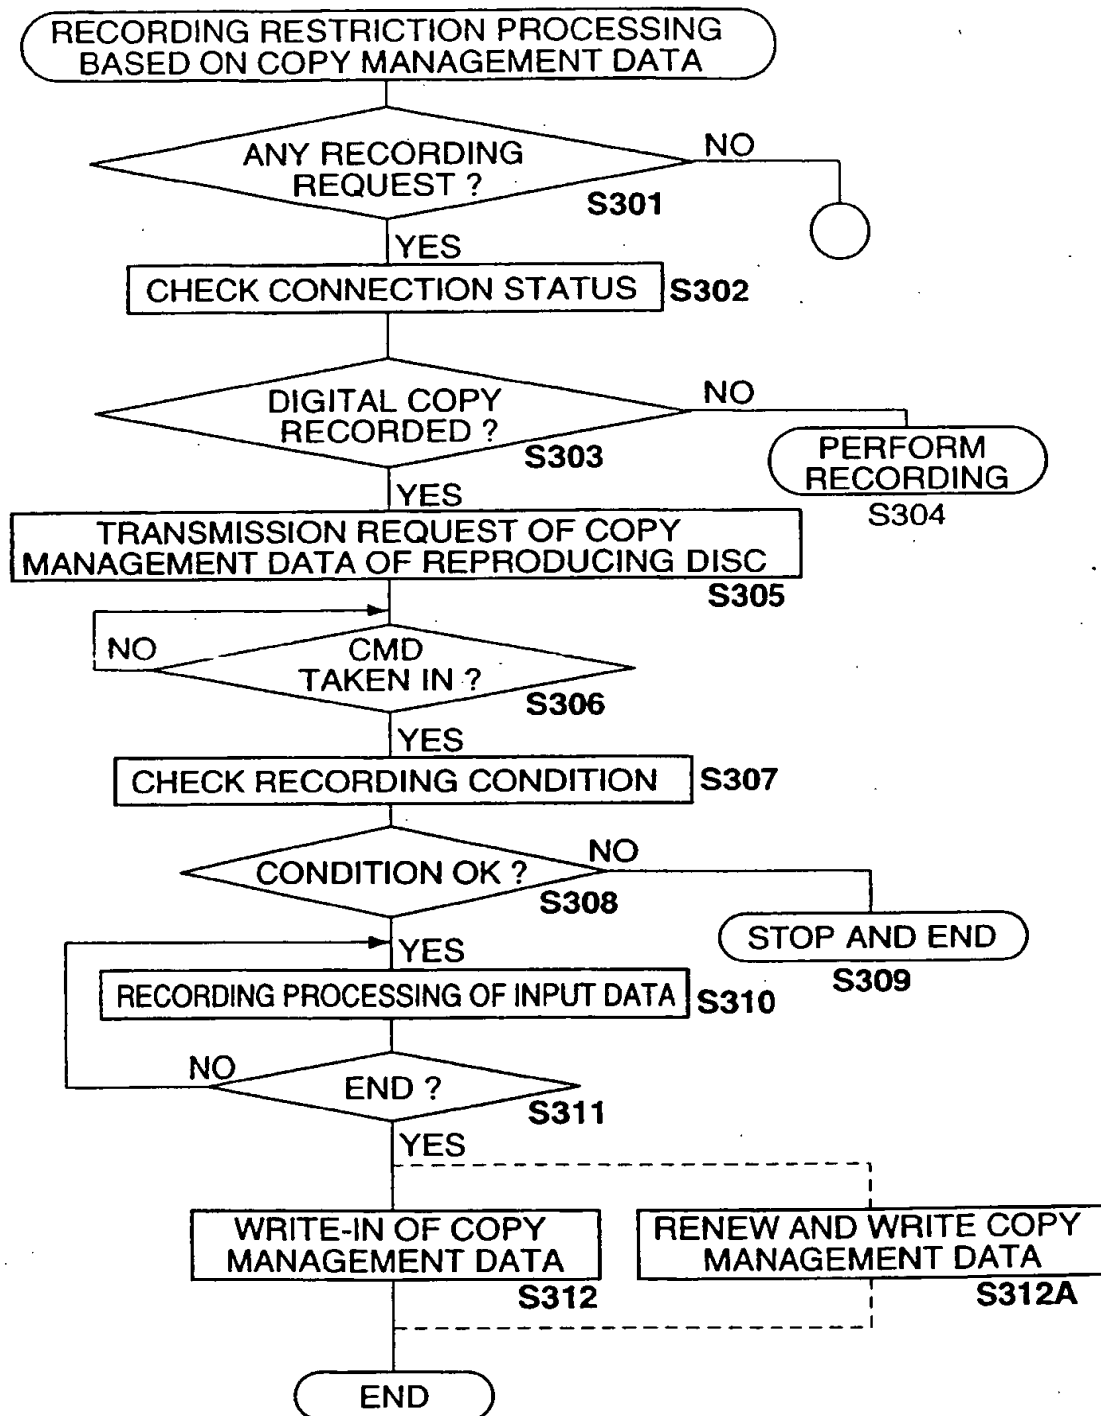 RECORDING RESTRICTION PROCESSING
BASED ON COPY MANAGEMENT DATA
ANY RECORDING
REQUEST ?
S301
NO
YES
CHECK CONNECTION STATUS
S302
DIGITAL COPY
RECORDED ?
S303
NO
PERFORM
RECORDING
S304
YES
TRANSMISSION REQUEST OF COPY
MANAGEMENT DATA OF REPRODUCING DISC
S305
NO
CMD
TAKEN IN ?
S306
YES
CHECK RECORDING CONDITION
S307
CONDITION OK ?
S308
NO
STOP AND END
S309
YES
RECORDING PROCESSING OF INPUT DATA
S310
NO
END ?
S311
YES
WRITE-IN OF COPY
MANAGEMENT DATA
S312
RENEW AND WRITE COPY
MANAGEMENT DATA
S312A
END